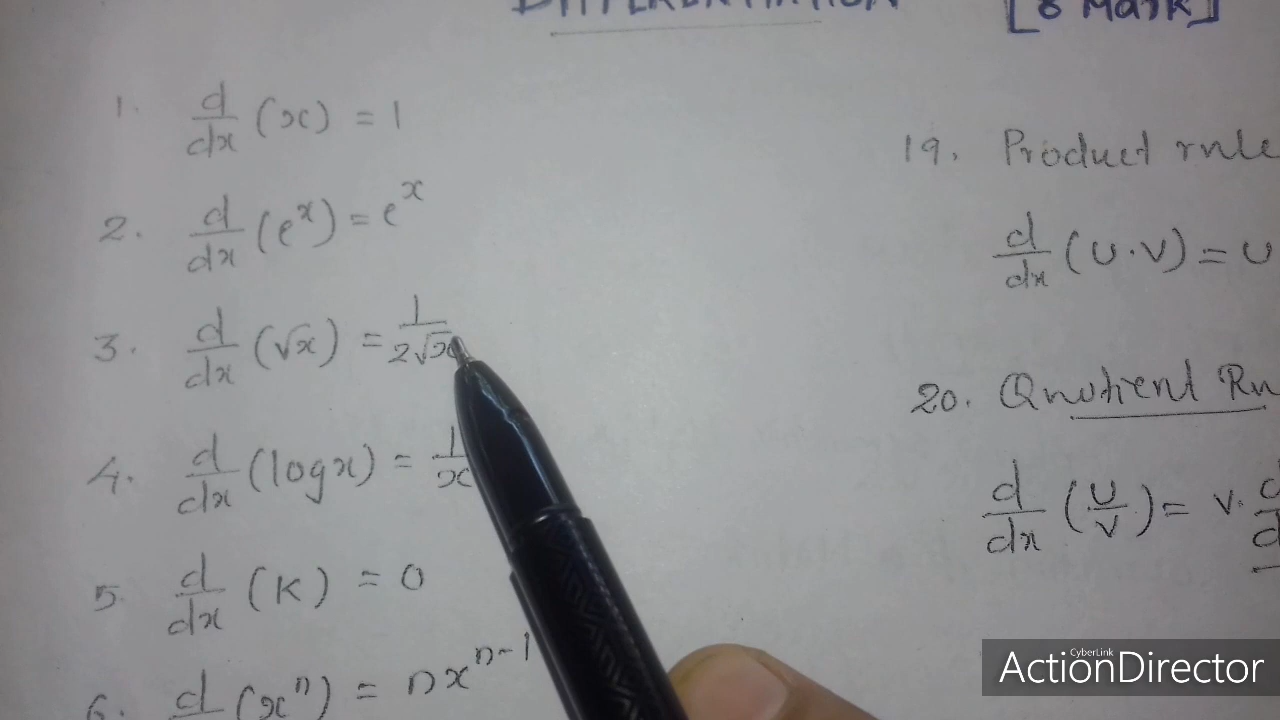 DIFFERENTIATION [8 Mark]
1. d/dx (x) = 1
2. d/dx (e^x) = e^x
3. d/dx (√x) = 1/2√x
4. d/dx (log x) = 1/x
5. d/dx (K) = 0
6. d/dx (x^n) = nx^n-1
19. Product rule
d/dx (U·V) = U
20. Quotient Ru
d/dx (U/V) = V. d/d
CyberLink
ActionDirector